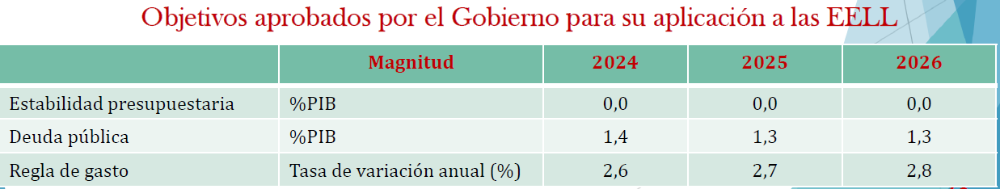 Objetivos aprobados por el Gobierno para su aplicación a las EELL
Magnitud 2024 2025 2026
Estabilidad presupuestaria %PIB 0,0 0,0 0,0
Deuda pública %PIB 1,4 1,3 1,3
Regla de gasto Tasa de variación anual (%) 2,6 2,7 2,8